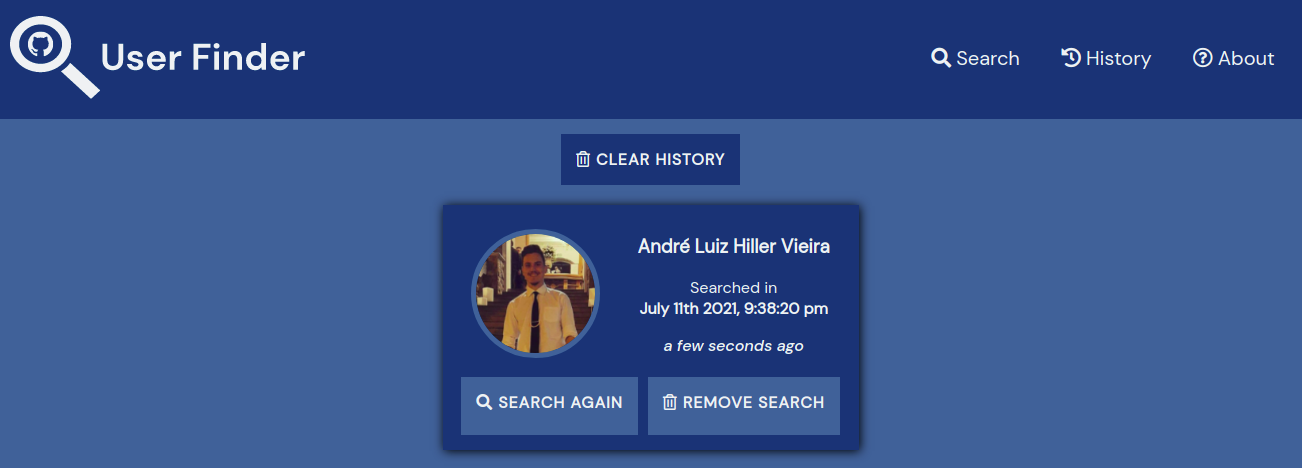 User Finder
Search
History
About
CLEAR HISTORY
André Luiz Hiller Vieira
Searched in
July 11th 2021, 9:38:20 pm
a few seconds ago
SEARCH AGAIN
REMOVE SEARCH